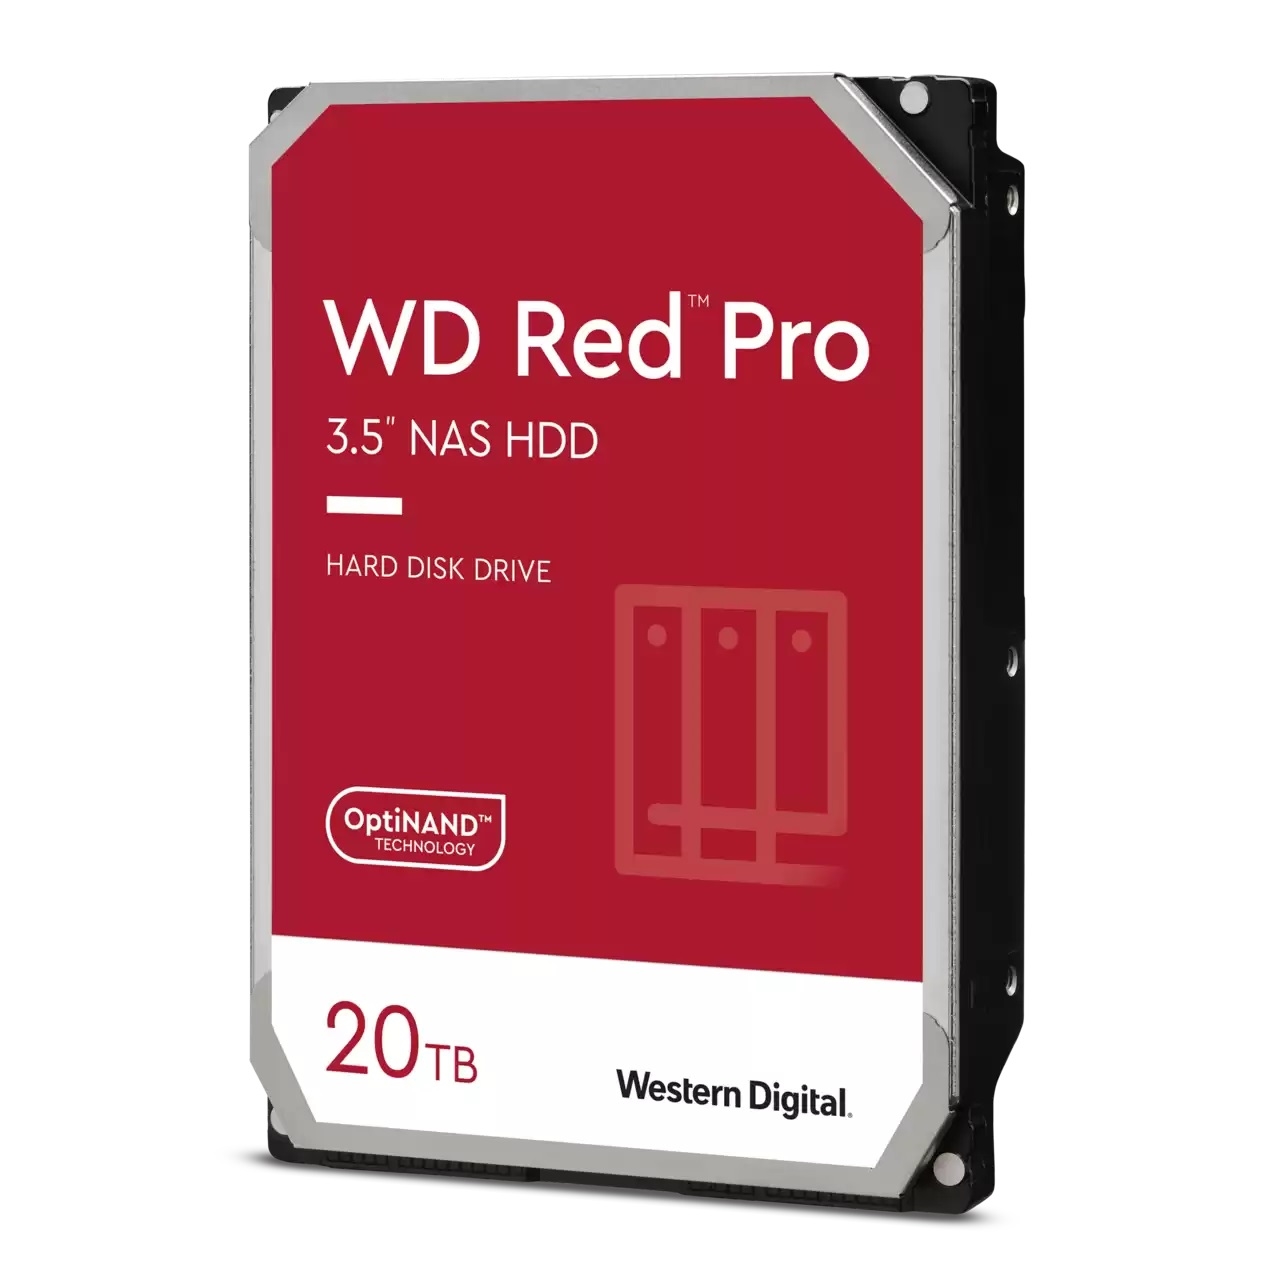 WD Red™ Pro
3.5" NAS HDD
HARD DISK DRIVE
OptiNAND™
TECHNOLOGY
20TB
Western Digital.